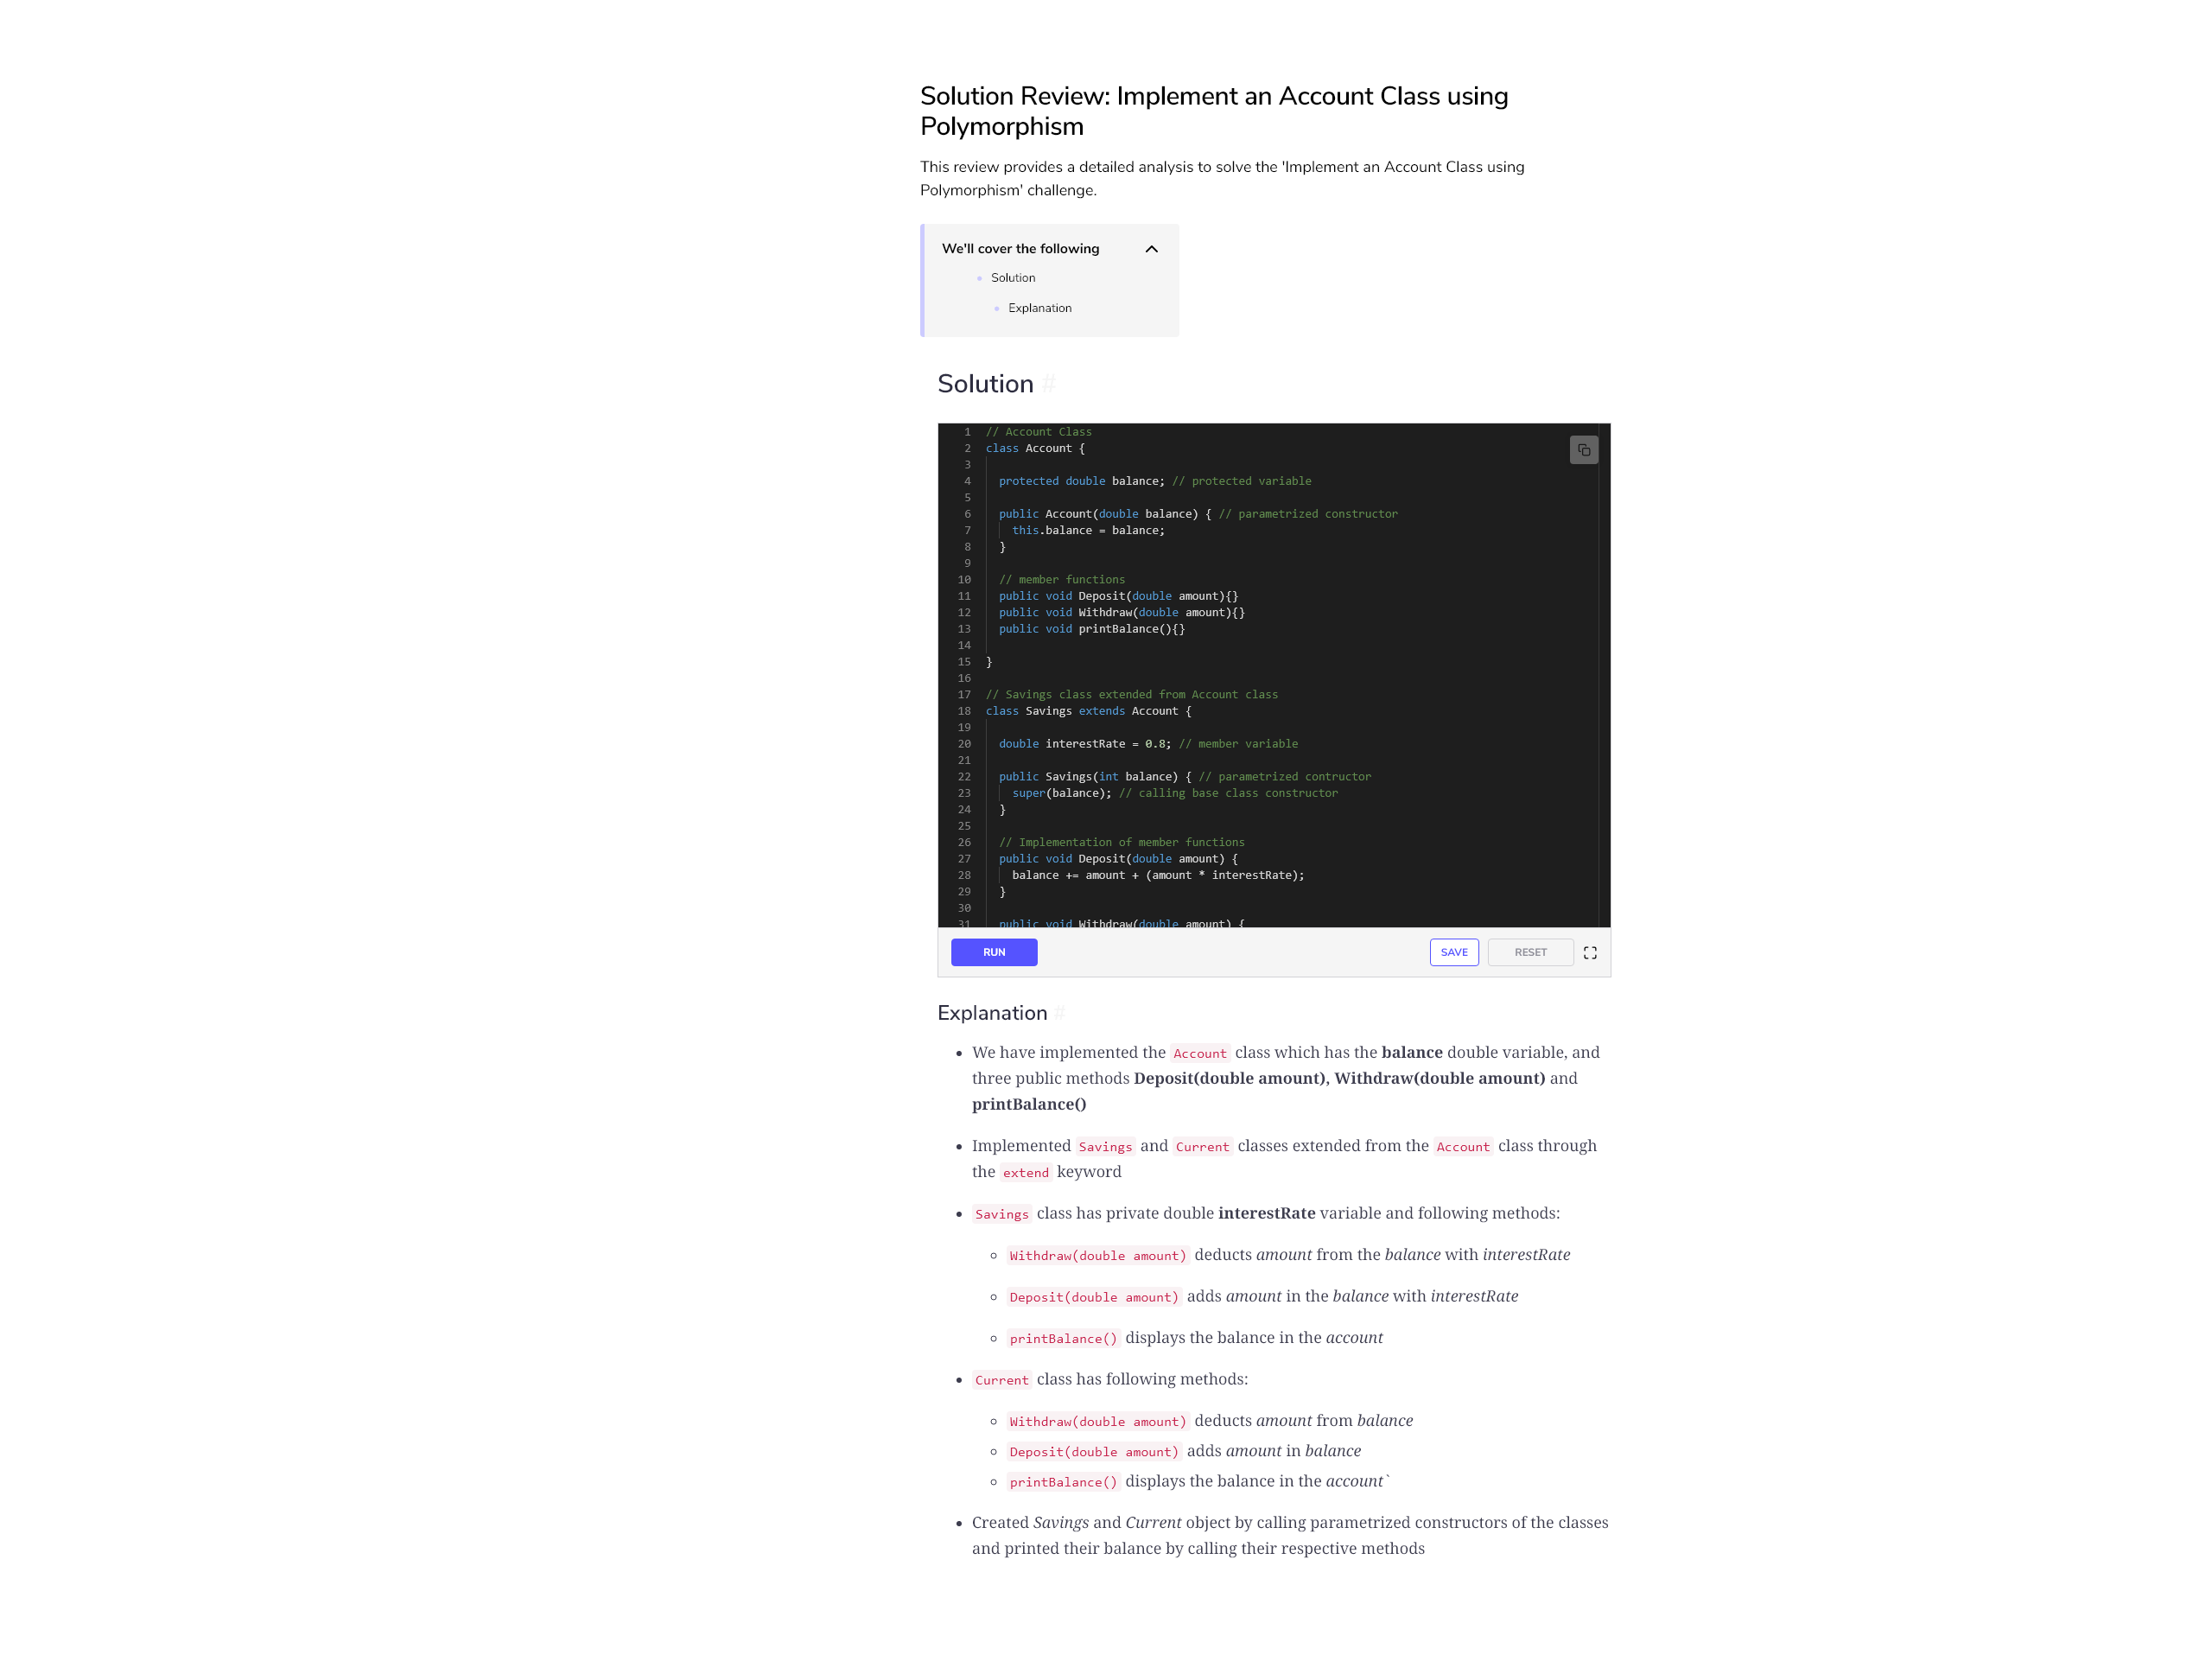 Solution Review: Implement an Account Class using
Polymorphism
This review provides a detailed analysis to solve the 'Implement an Account Class using
Polymorphism' challenge.
We'll cover the following
Solution
Explanation
Solution #
1 // Account Class
2 class Account {
3
4 protected double balance; // protected variable
5
6 public Account(double balance) { // parametrized constructor
7 this.balance = balance;
8 }
9
10 // member functions
11 public void Deposit(double amount){}
12 public void Withdraw(double amount){}
13 public void printBalance(){}
14
15 }
16
17 // Savings class extended from Account class
18 class Savings extends Account {
19
20 double interestRate = 0.8; // member variable
21
22 public Savings(int balance) { // parametrized contructor
23 super(balance); // calling base class constructor
24 }
25
26 // Implementation of member functions
27 public void Deposit(double amount) {
28 balance += amount + (amount * interestRate);
29 }
30
31 public void Withdraw(double amount) {
RUN
SAVE
RESET
Explanation #
• We have implemented the Account class which has the balance double variable, and
three public methods Deposit(double amount), Withdraw(double amount) and
printBalance()
• Implemented Savings and Current classes extended from the Account class through
the extend keyword
• Savings class has private double interestRate variable and following methods:
◦ Withdraw(double amount) deducts amount from the balance with interestRate
◦ Deposit(double amount) adds amount in the balance with interestRate
◦ printBalance() displays the balance in the account
• Current class has following methods:
◦ Withdraw(double amount) deducts amount from balance
◦ Deposit(double amount) adds amount in balance
◦ printBalance() displays the balance in the account`
• Created Savings and Current object by calling parametrized constructors of the classes
and printed their balance by calling their respective methods